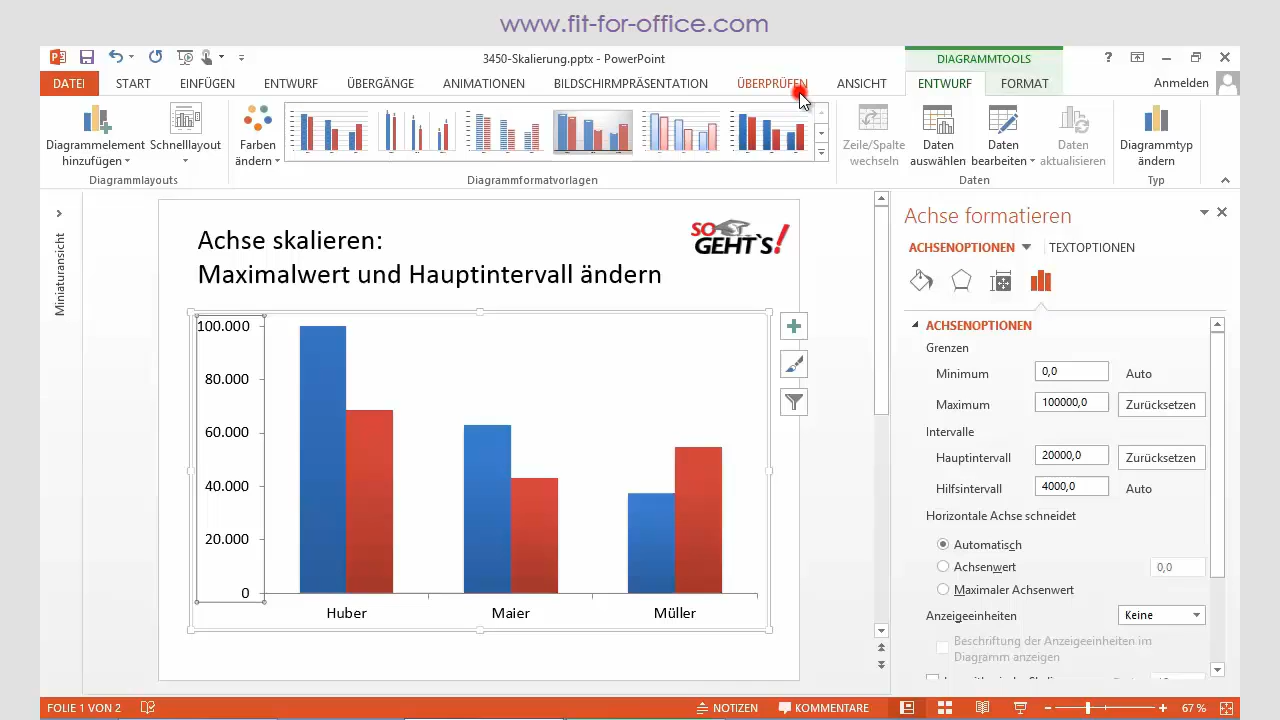 www.fit-for-office.com
3450-Skalierung.pptx - PowerPoint
DIAGRAMMTOOLS
?
DATEI START EINFÜGEN ENTWURF ÜBERGÄNGE ANIMATIONEN BILDSCHIRMPRÄSENTATION ÜBERPRÜFEN ANSICHT ENTWURF FORMAT Anmelden
Diagrammelement hinzufügen
Schnelllayout
Farben ändern
Zeile/Spalte wechseln
Daten auswählen
Daten bearbeiten
Daten aktualisieren
Diagrammtyp ändern
Diagrammlayouts
Diagrammformatvorlagen
Daten
Typ
Miniaturansicht
Achse skalieren:
Maximalwert und Hauptintervall ändern
SO
GEHT`S!
100.000
80.000
60.000
40.000
20.000
0
Huber Maier Müller
Achse formatieren
ACHSENOPTIONEN TEXTOPTIONEN
ACHSENOPTIONEN
Grenzen
Minimum 0,0 Auto
Maximum 100000,0 Zurücksetzen
Intervalle
Hauptintervall 20000,0 Zurücksetzen
Hilfsintervall 4000,0 Auto
Horizontale Achse schneidet
Automatisch
Achsenwert 0,0
Maximaler Achsenwert
Anzeigeeinheiten Keine
Beschriftung der Anzeigeeinheiten im
Diagramm anzeigen
FOLIE 1 VON 2 NOTIZEN KOMMENTARE 67 %